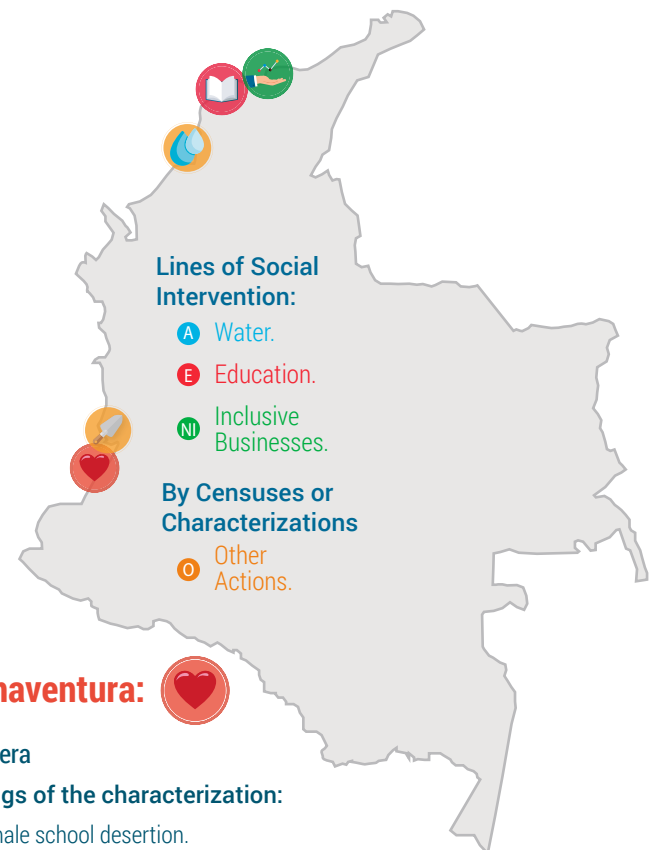 Lines of Social
Intervention:
A Water.
E Education.
NI Inclusive
Businesses.
By Censuses or
Characterizations
O Other
Actions.
naventura:
era
gs of the characterization:
nale school desertion.